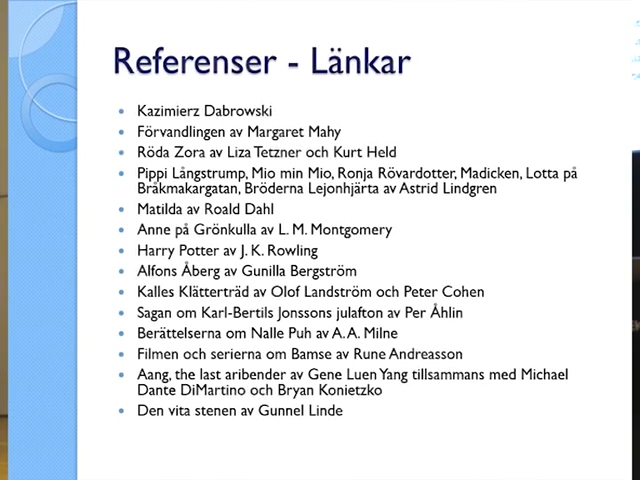 Referenser - Länkar
Kazimierz Dabrowski
Förvandlingen av Margaret Mahy
Röda Zora av Liza Tetzner och Kurt Held
Pippi Långstrump, Mio min Mio, Ronja Rövardotter, Madicken, Lotta på
Bråkmakargatan, Bröderna Lejonhjärta av Astrid Lindgren
Matilda av Roald Dahl
Anne på Grönkulla av L. M. Montgomery
Harry Potter av J. K. Rowling
Alfons Åberg av Gunilla Bergström
Kalles Klätterträd av Olof Landström och Peter Cohen
Sagan om Karl-Bertils Jonssons julafton av Per Åhlin
Berättelserna om Nalle Puh av A. A. Milne
Filmen och serierna om Bamse av Rune Andreasson
Aang, the last aribender av Gene Luen Yang tillsammans med Michael
Dante DiMartino och Bryan Konietzko
Den vita stenen av Gunnel Linde